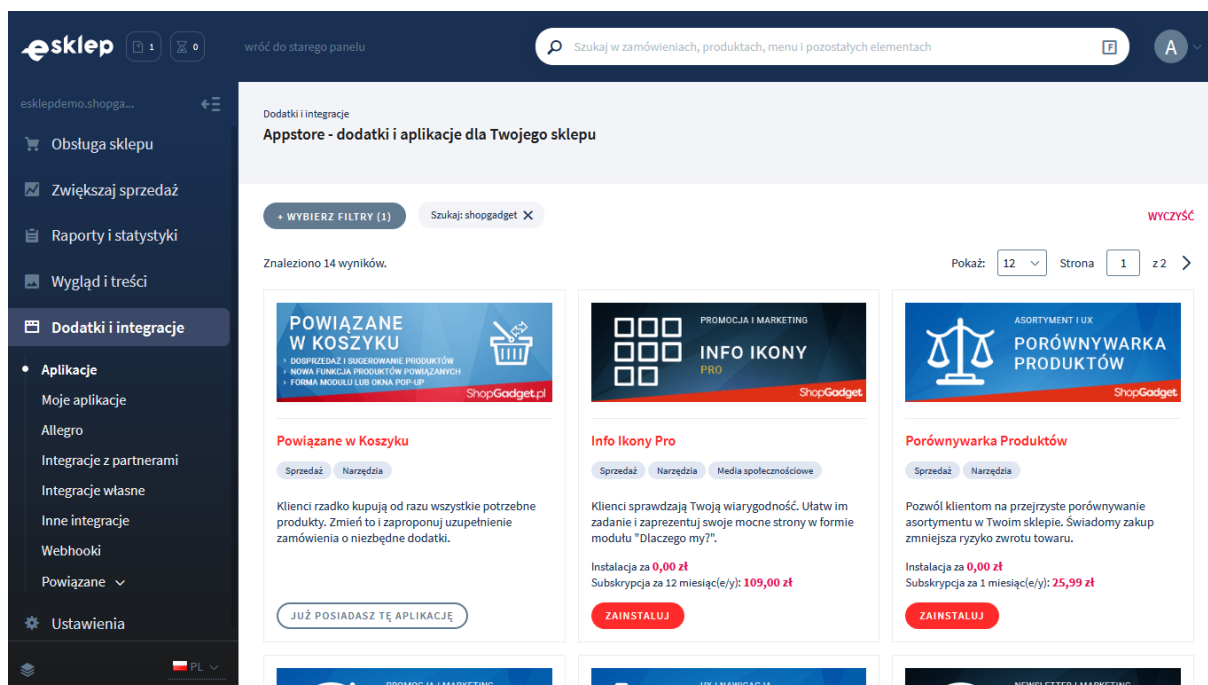 esklep
1
0
wróć do starego panelu
Szukaj w zamówieniach, produktach, menu i pozostałych elementach
F
A
esklepdemo.shopga...
Obsługa sklepu
Zwiększaj sprzedaż
Raporty i statystyki
Wygląd i treści
Dodatki i integracje
Aplikacje
Moje aplikacje
Allegro
Integracje z partnerami
Integracje własne
Inne integracje
Webhooki
Powiązane
Ustawienia
PL
Dodatki i integracje
Appstore - dodatki i aplikacje dla Twojego sklepu
+ WYBIERZ FILTRY (1)
Szukaj: shopgadget
WYCZYŚĆ
Znaleziono 14 wyników.
Pokaż: 12 Strona 1 z 2
POWIĄZANE
W KOSZYKU
› DOSPRZEDAŻ I SUGEROWANIE PRODUKTÓW
› NOWA FUNKCJA PRODUKTÓW POWIĄZANYCH
› FORMA MODUŁU LUB OKNA POP-UP
ShopGadget.pl
Powiązane w Koszyku
Sprzedaż Narzędzia
Klienci rzadko kupują od razu wszystkie potrzebne
produkty. Zmień to i zaproponuj uzupełnienie
zamówienia o niezbędne dodatki.
JUŻ POSIADASZ TĘ APLIKACJĘ
PROMOCJA I MARKETING
INFO IKONY
PRO
ShopGadget
Info Ikony Pro
Sprzedaż Narzędzia Media społecznościowe
Klienci sprawdzają Twoją wiarygodność. Ułatw im
zadanie i zaprezentuj swoje mocne strony w formie
modułu "Dlaczego my?".
Instalacja za 0,00 zł
Subskrypcja za 12 miesiąc(e/y): 109,00 zł
ZAINSTALUJ
ASORTYMENT I UX
PORÓWNYWARKA
PRODUKTÓW
ShopGadget
Porównywarka Produktów
Sprzedaż Narzędzia
Pozwól klientom na przejrzyste porównywanie
asortymentu w Twoim sklepie. Świadomy zakup
zmniejsza ryzyko zwrotu towaru.
Instalacja za 0,00 zł
Subskrypcja za 1 miesiąc(e/y): 25,99 zł
ZAINSTALUJ
PROMOCJA I MARKETING
UX I NAWIGACJA
NEWSLETTER I MARKETING